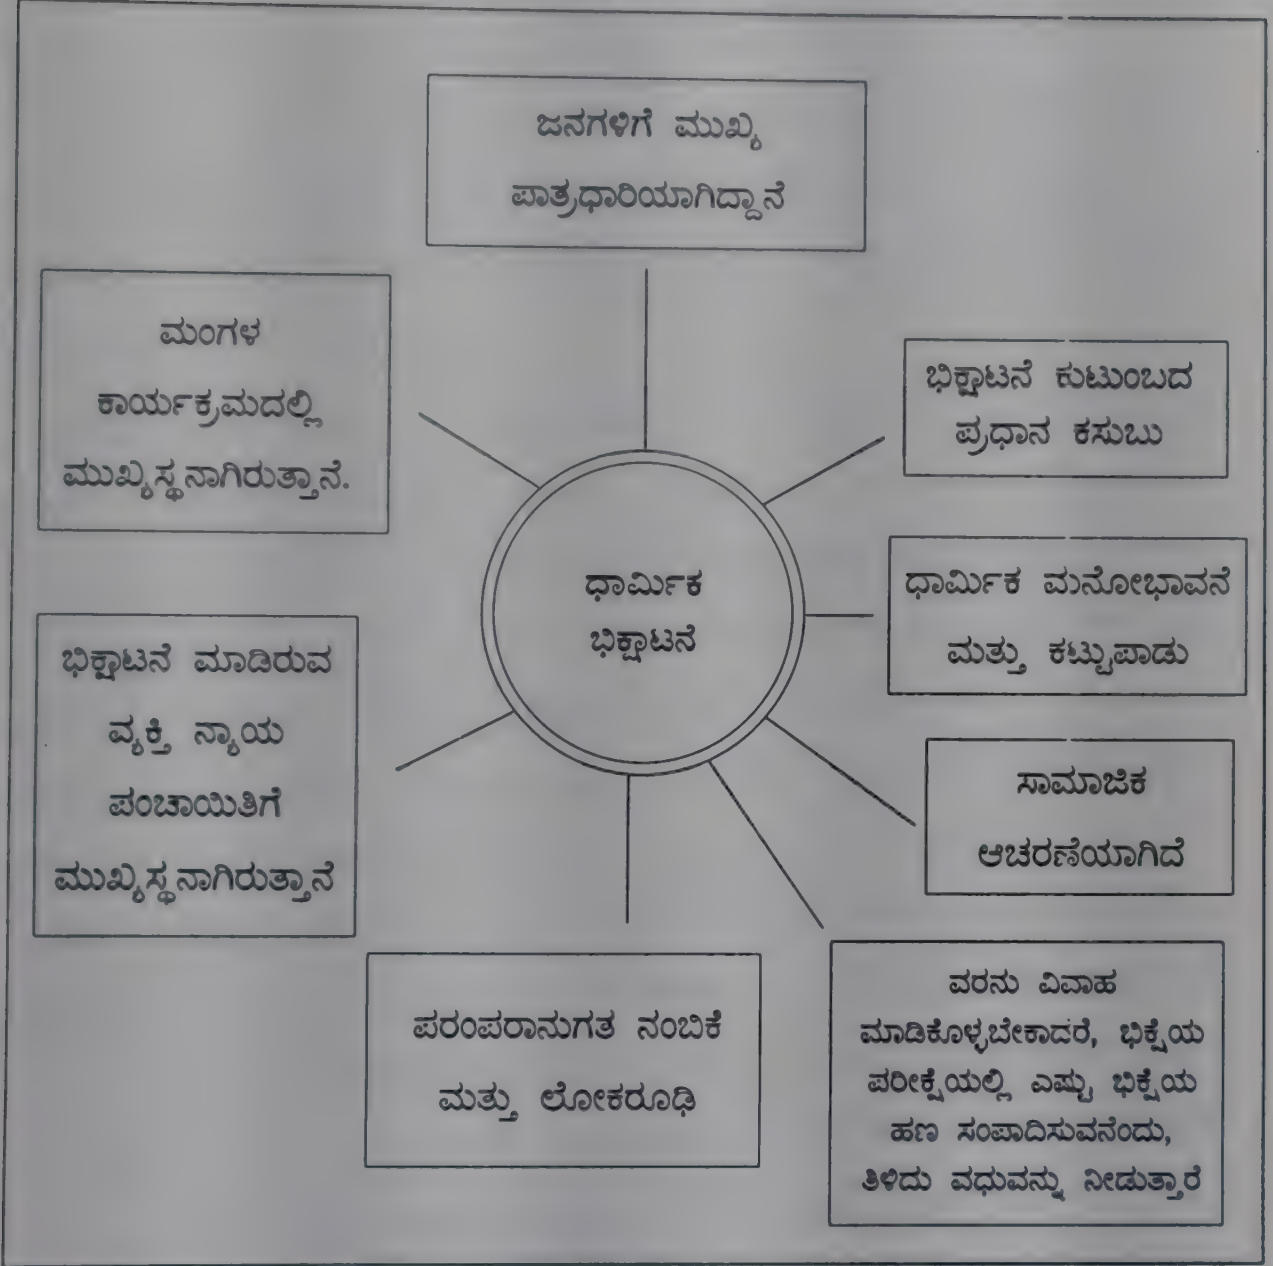 ಜನಗಳಿಗೆ ಮುಖ್ಯ
ಪಾತ್ರಧಾರಿಯಾಗಿದ್ದಾನೆ
ಮಂಗಳ
ಕಾರ್ಯಕ್ರಮದಲ್ಲಿ
ಮುಖ್ಯಸ್ಥನಾಗಿರುತ್ತಾನೆ.
ಭಿಕ್ಷಾಟನೆ ಕುಟುಂಬದ
ಪ್ರಧಾನ ಕಸುಬು
ಧಾರ್ಮಿಕ
ಭಿಕ್ಷಾಟನೆ
ಧಾರ್ಮಿಕ ಮನೋಭಾವನೆ
ಮತ್ತು ಕಟ್ಟುಪಾಡು
ಭಿಕ್ಷಾಟನೆ ಮಾಡಿರುವ
ವ್ಯಕ್ತಿ ನ್ಯಾಯ
ಪಂಚಾಯಿತಿಗೆ
ಮುಖ್ಯಸ್ಥನಾಗಿರುತ್ತಾನೆ
ಸಾಮಾಜಿಕ
ಆಚರಣೆಯಾಗಿದೆ
ಪರಂಪರಾನುಗತ ನಂಬಿಕೆ
ಮತ್ತು ಲೋಕರೂಢಿ
ವರನು ವಿವಾಹ
ಮಾಡಿಕೊಳ್ಳಬೇಕಾದರೆ, ಭಿಕ್ಷೆಯ
ಪರೀಕ್ಷೆಯಲ್ಲಿ ಎಷ್ಟು ಭಿಕ್ಷೆಯ
ಹಣ ಸಂಪಾದಿಸುವನೆಂದು,
ತಿಳಿದು ವಧುವನ್ನು ನೀಡುತ್ತಾರೆ